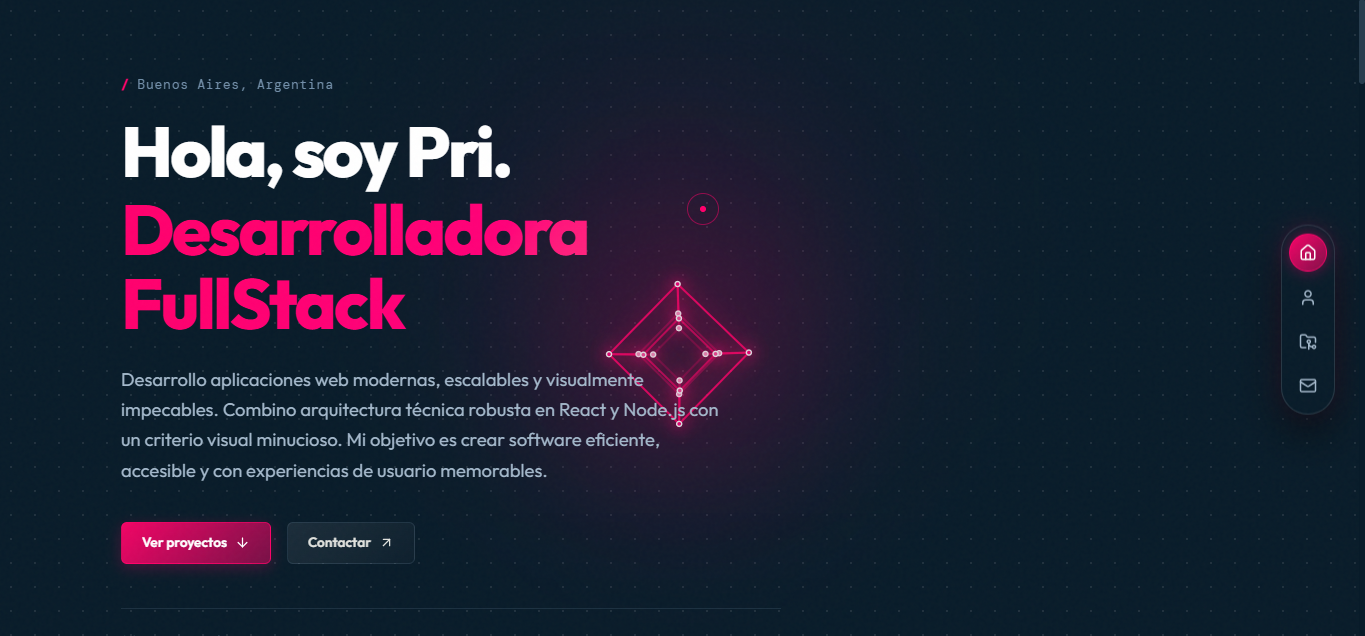 / Buenos Aires, Argentina
Hola, soy Pri.
Desarrolladora
FullStack
Desarrollo aplicaciones web modernas, escalables y visualmente
impecables. Combino arquitectura técnica robusta en React y Node.js con
un criterio visual minucioso. Mi objetivo es crear software eficiente,
accesible y con experiencias de usuario memorables.
Ver proyectos ↓
Contactar ↗